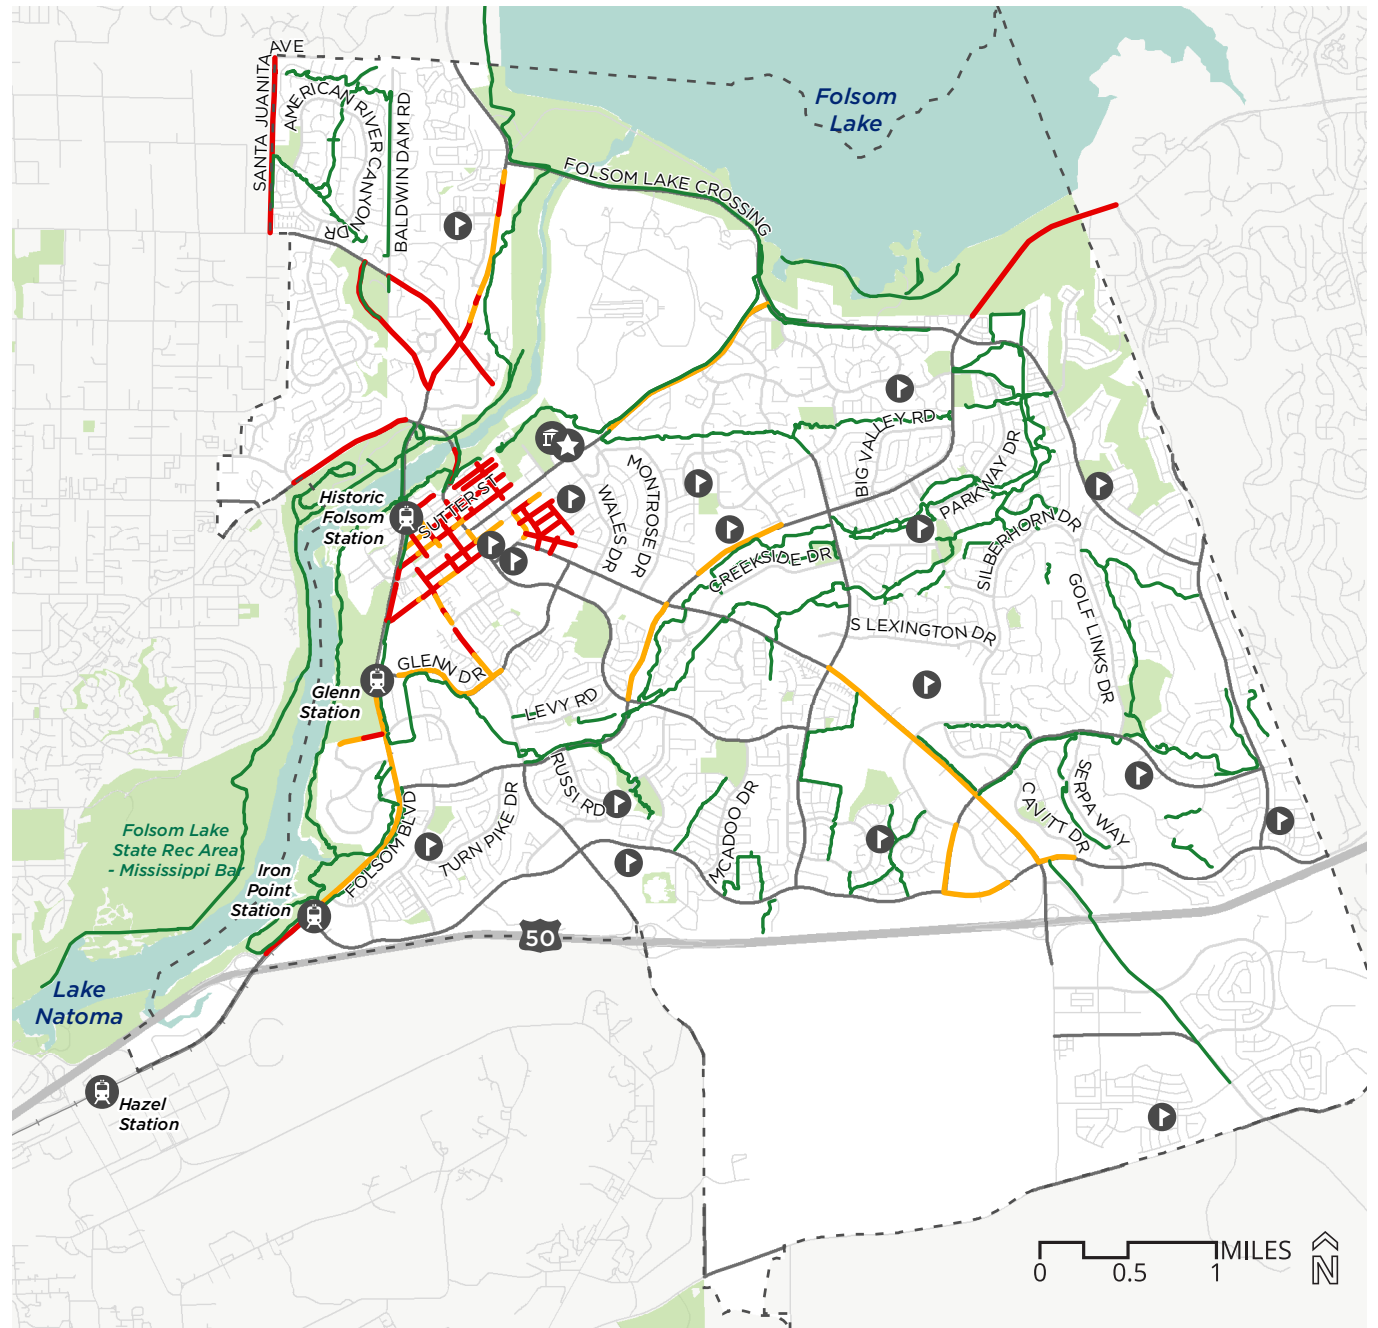 AVE
SANTA JUANITA
AMERICAN RIVER CANYON
DR
BALDWIN DAM RD
Folsom
Lake
FOLSOM LAKE CROSSING
BIG VALLEY RD
PARKWAY DR
MONTROSE DR
WALES DR
SUTTER ST
Historic
Folsom
Station
CREEKSIDE DR
SILBERHORN DR
GOLF LINKS DR
S LEXINGTON DR
GLENN DR
Glenn
Station
LEVY RD
RUSSI RD
TURN PIKE DR
FOLSOM BLVD
MCADOO DR
CAVITT DR
SERPA WAY
Folsom Lake
State Rec Area
- Mississippi Bar
Iron
Point
Station
50
Lake
Natoma
Hazel
Station
MILES
0
0.5
1
N